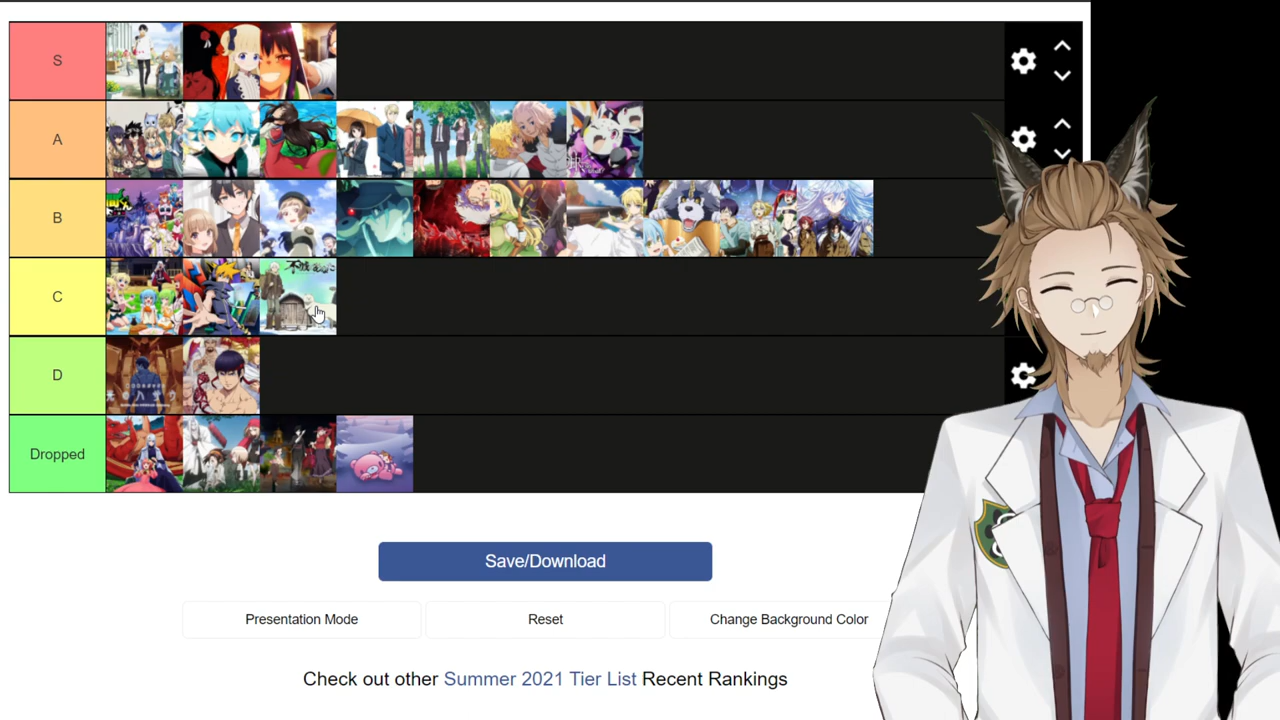 S
A
B
C
D
Dropped
Save/Download
Presentation Mode
Reset
Change Background Color
Check out other Summer 2021 Tier List Recent Rankings